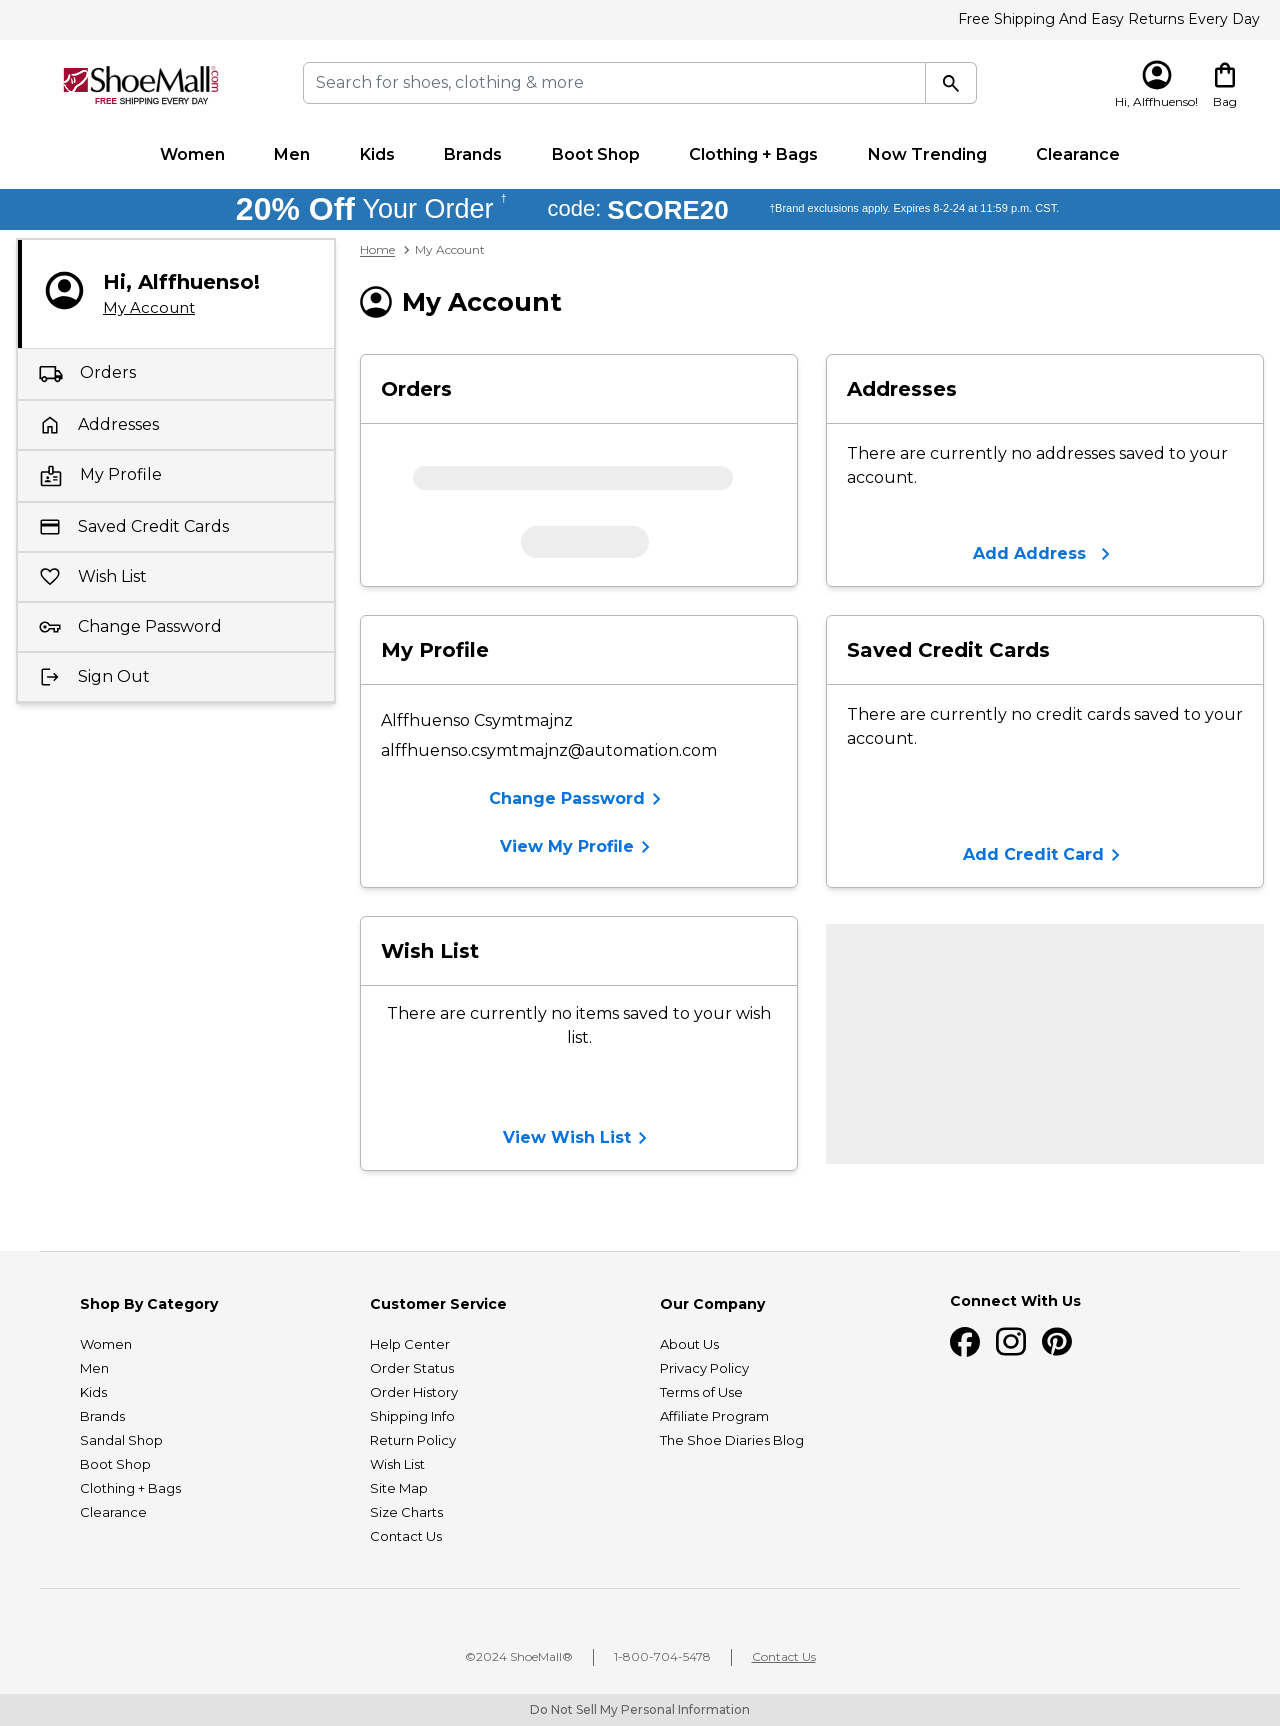 Free Shipping And Easy Returns Every Day
ShoeMall.com®
FREE SHIPPING EVERY DAY
Search for shoes, clothing & more
Hi, Alffhuenso!
Bag
Women
Men
Kids
Brands
Boot Shop
Clothing + Bags
Now Trending
Clearance
20% Off Your Order † code: SCORE20 †Brand exclusions apply. Expires 8-2-24 at 11:59 p.m. CST.
Hi, Alffhuenso!
My Account
Orders
Addresses
My Profile
Saved Credit Cards
Wish List
Change Password
Sign Out
Home > My Account
My Account
Orders
Addresses
There are currently no addresses saved to your
account.
Add Address
My Profile
Alffhuenso Csymtmajnz
alffhuenso.csymtmajnz@automation.com
Change Password
View My Profile
Saved Credit Cards
There are currently no credit cards saved to your
account.
Add Credit Card
Wish List
There are currently no items saved to your wish
list.
View Wish List
Shop By Category
Women
Men
Kids
Brands
Sandal Shop
Boot Shop
Clothing + Bags
Clearance
Customer Service
Help Center
Order Status
Order History
Shipping Info
Return Policy
Wish List
Site Map
Size Charts
Contact Us
Our Company
About Us
Privacy Policy
Terms of Use
Affiliate Program
The Shoe Diaries Blog
Connect With Us
©2024 ShoeMall®
1-800-704-5478
Contact Us
Do Not Sell My Personal Information